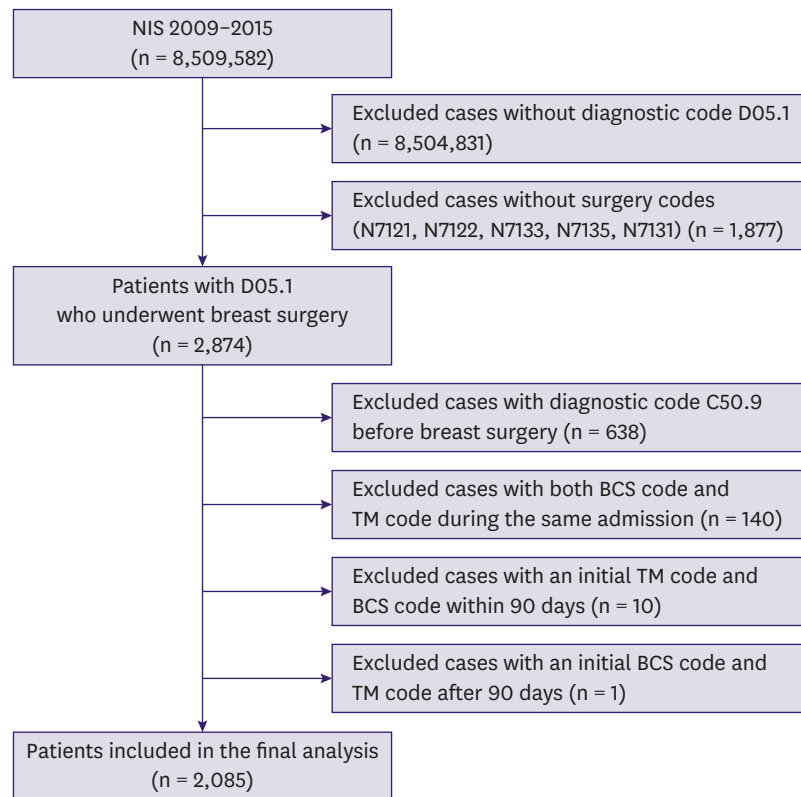 NIS 2009–2015
(n = 8,509,582)
Excluded cases without diagnostic code D05.1
(n = 8,504,831)
Excluded cases without surgery codes
(N7121, N7122, N7133, N7135, N7131) (n = 1,877)
Patients with D05.1
who underwent breast surgery
(n = 2,874)
Excluded cases with diagnostic code C50.9
before breast surgery (n = 638)
Excluded cases with both BCS code and
TM code during the same admission (n = 140)
Excluded cases with an initial TM code and
BCS code within 90 days (n = 10)
Excluded cases with an initial BCS code and
TM code after 90 days (n = 1)
Patients included in the final analysis
(n = 2,085)